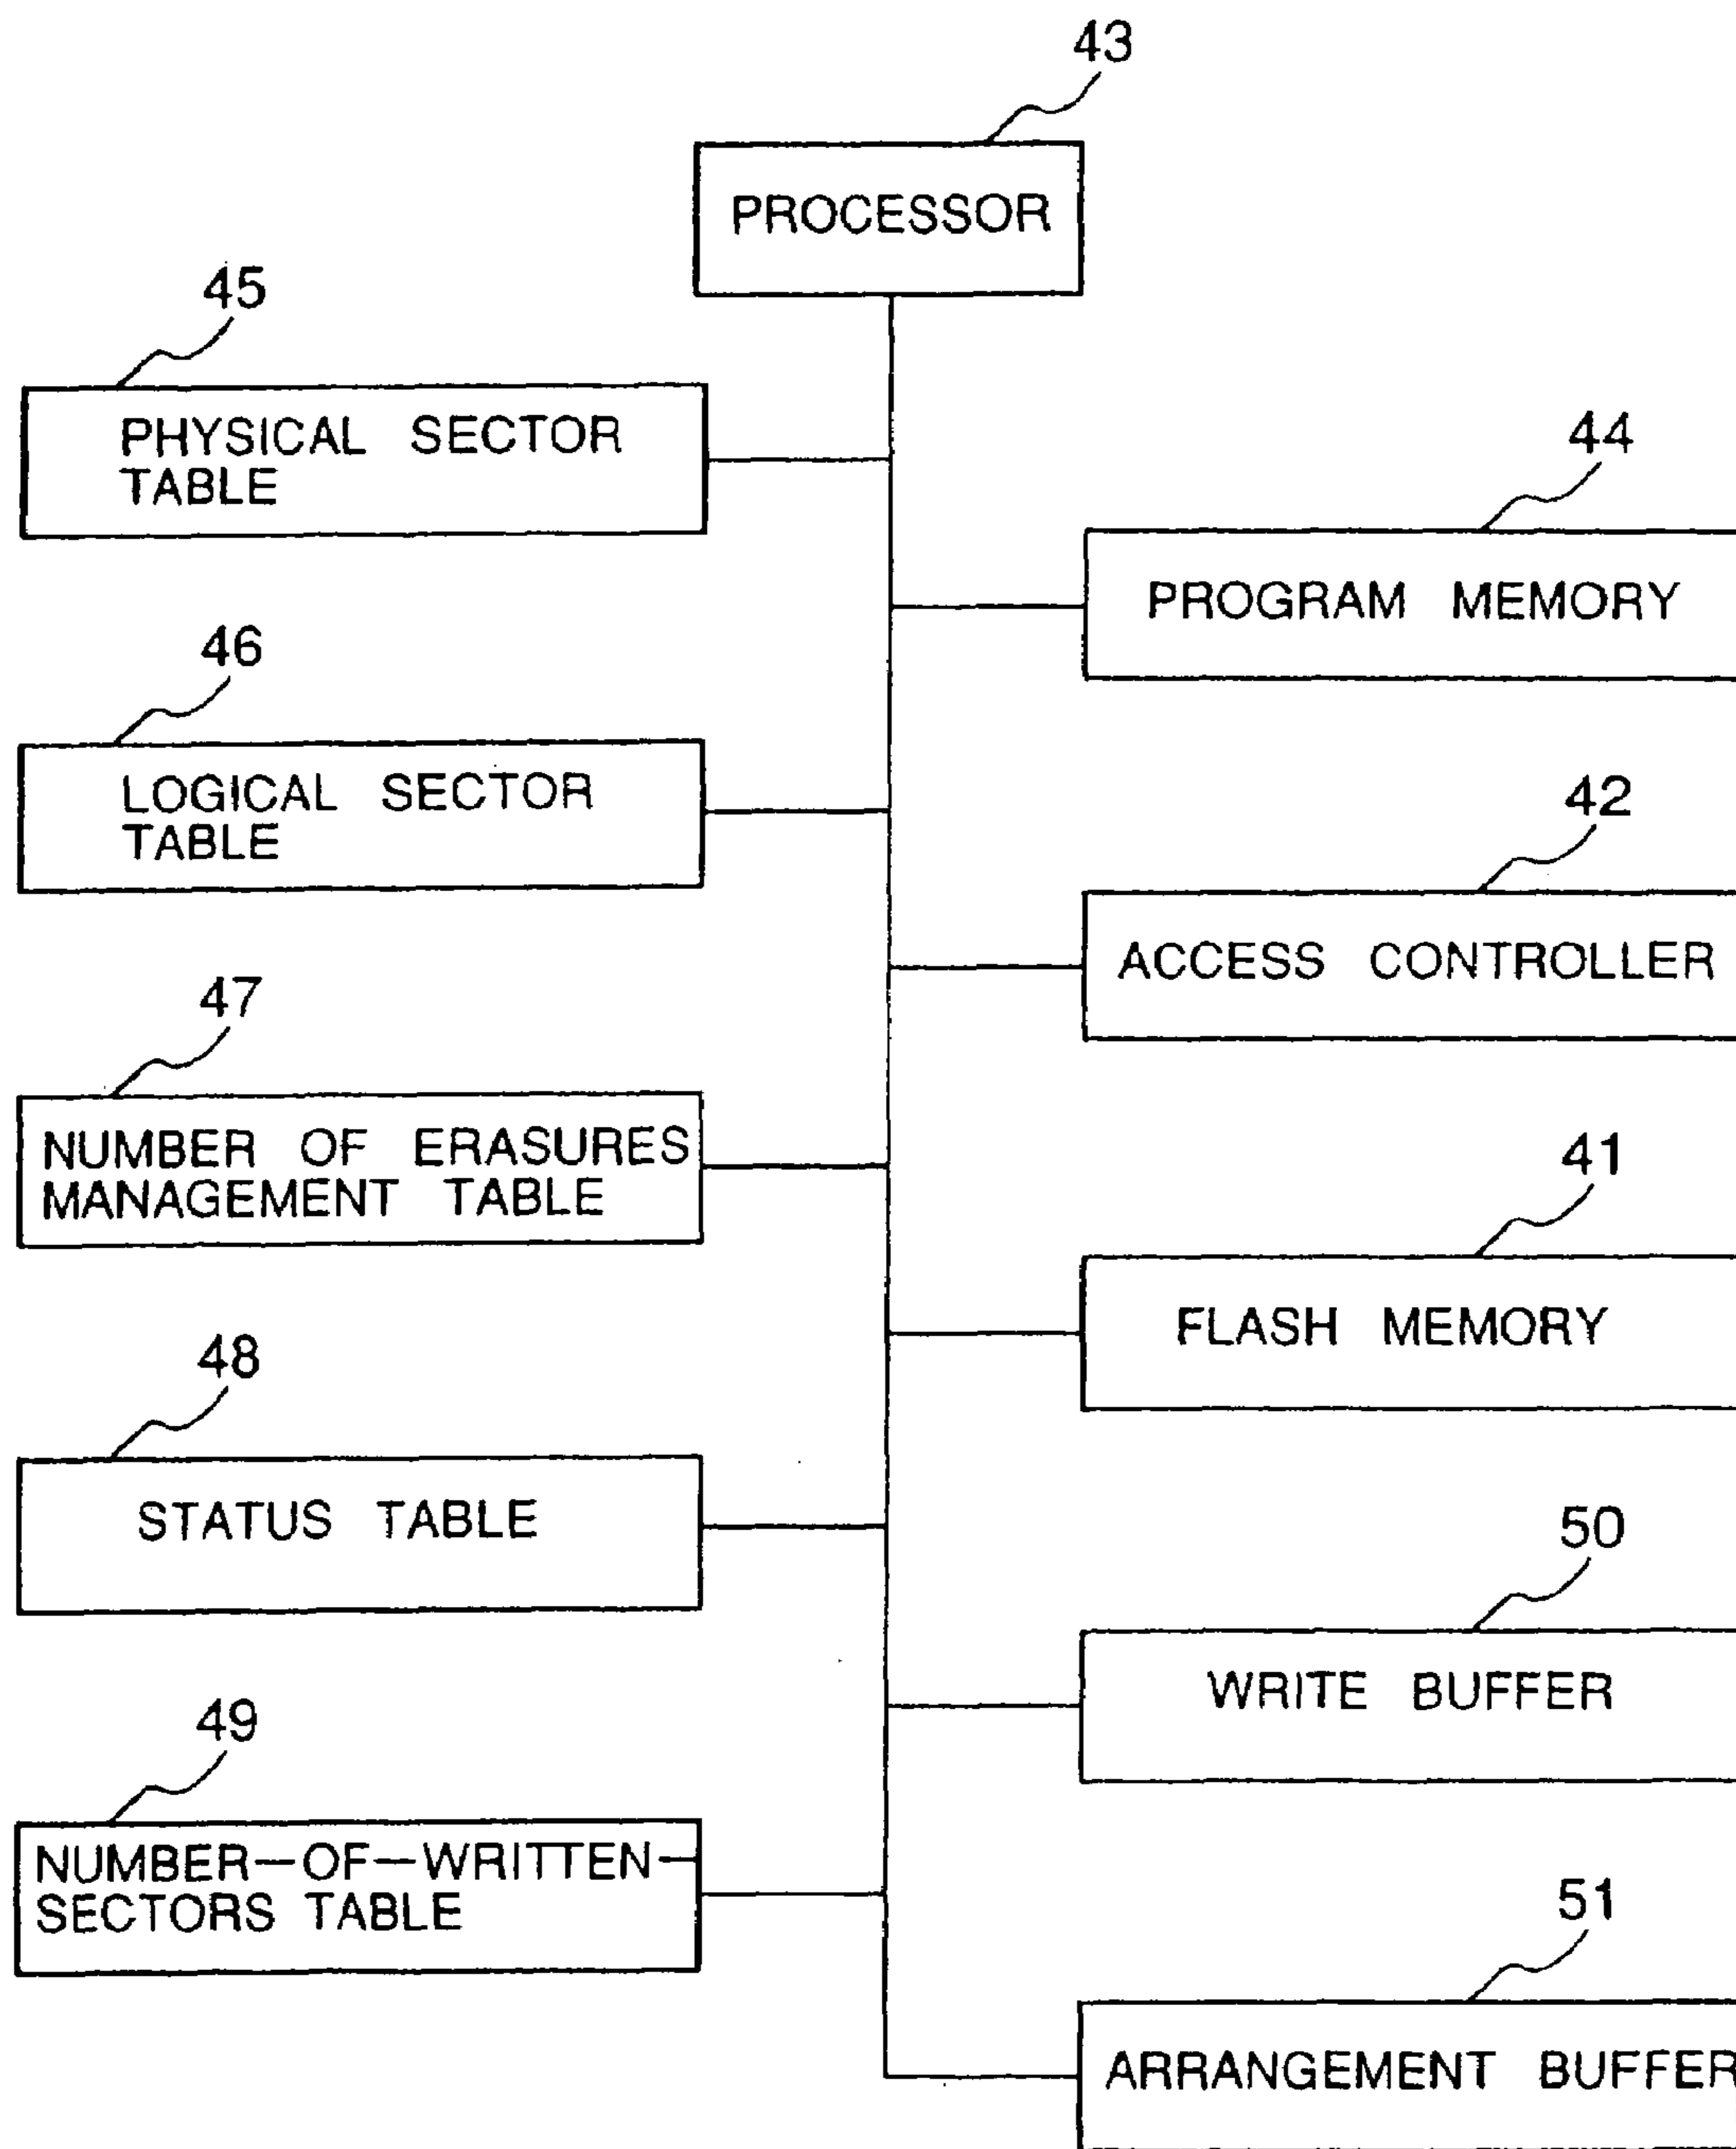 43
PROCESSOR
45
PHYSICAL SECTOR
TABLE
44
PROGRAM MEMORY
46
LOGICAL SECTOR
TABLE
42
ACCESS CONTROLLER
47
NUMBER OF ERASURES
MANAGEMENT TABLE
41
FLASH MEMORY
48
STATUS TABLE
50
WRITE BUFFER
49
NUMBER-OF-WRITTEN-
SECTORS TABLE
51
ARRANGEMENT BUFFER